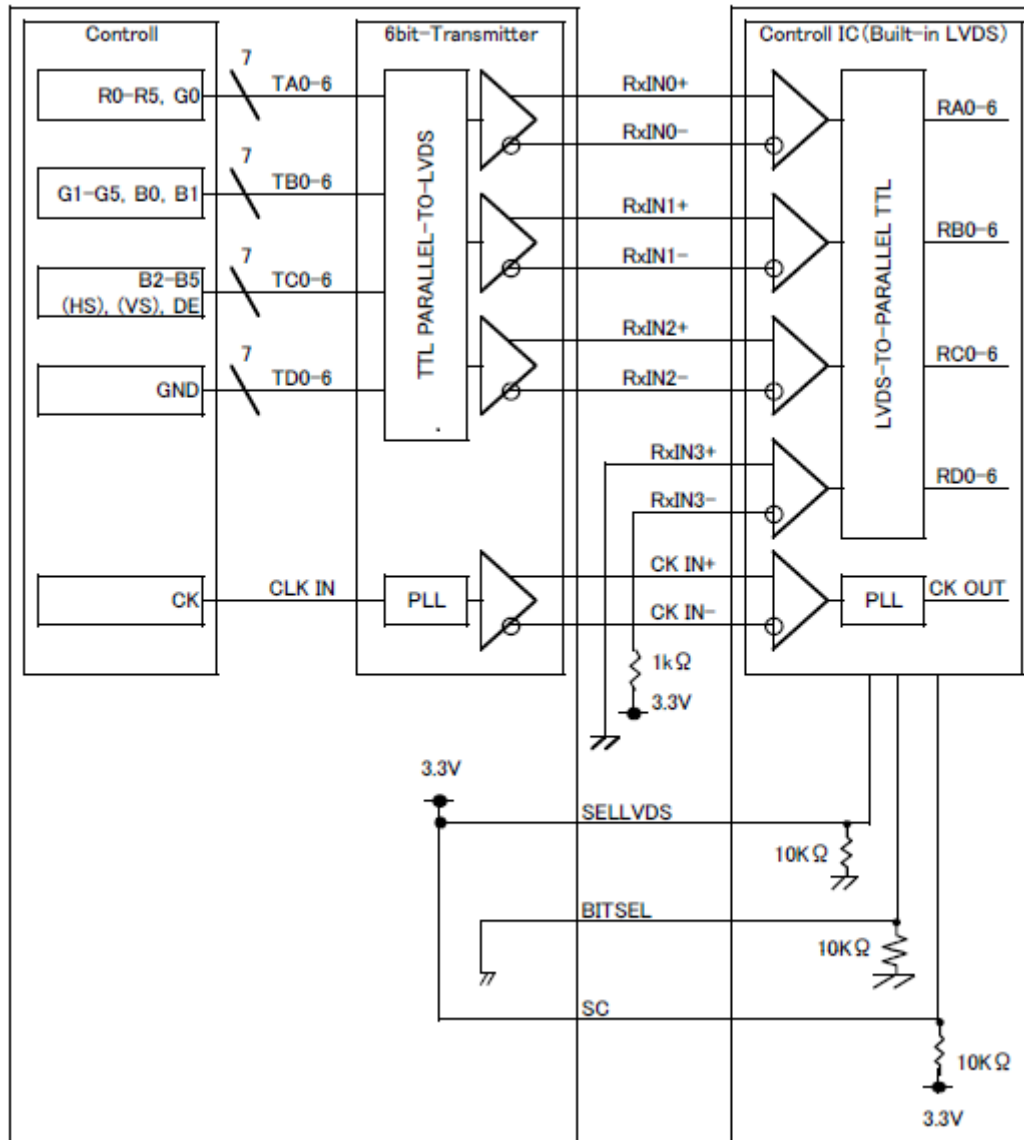 Controll
6bit-Transmitter
Controll IC(Built-in LVDS)
R0-R5, G0
7
TA0-6
RxIN0+
RxIN0-
RA0-6
G1-G5, B0, B1
7
TB0-6
RxIN1+
RxIN1-
RB0-6
B2-B5
(HS), (VS), DE
7
TC0-6
RxIN2+
RxIN2-
RC0-6
GND
7
TD0-6
TTL PARALLEL-TO-LVDS
LVDS-TO-PARALLEL TTL
RxIN3+
RxIN3-
RD0-6
CK
CLK IN
PLL
CK IN+
CK IN-
PLL
CK OUT
1kΩ
3.3V
3.3V
SELLVDS
10KΩ
BITSEL
10KΩ
SC
10KΩ
3.3V